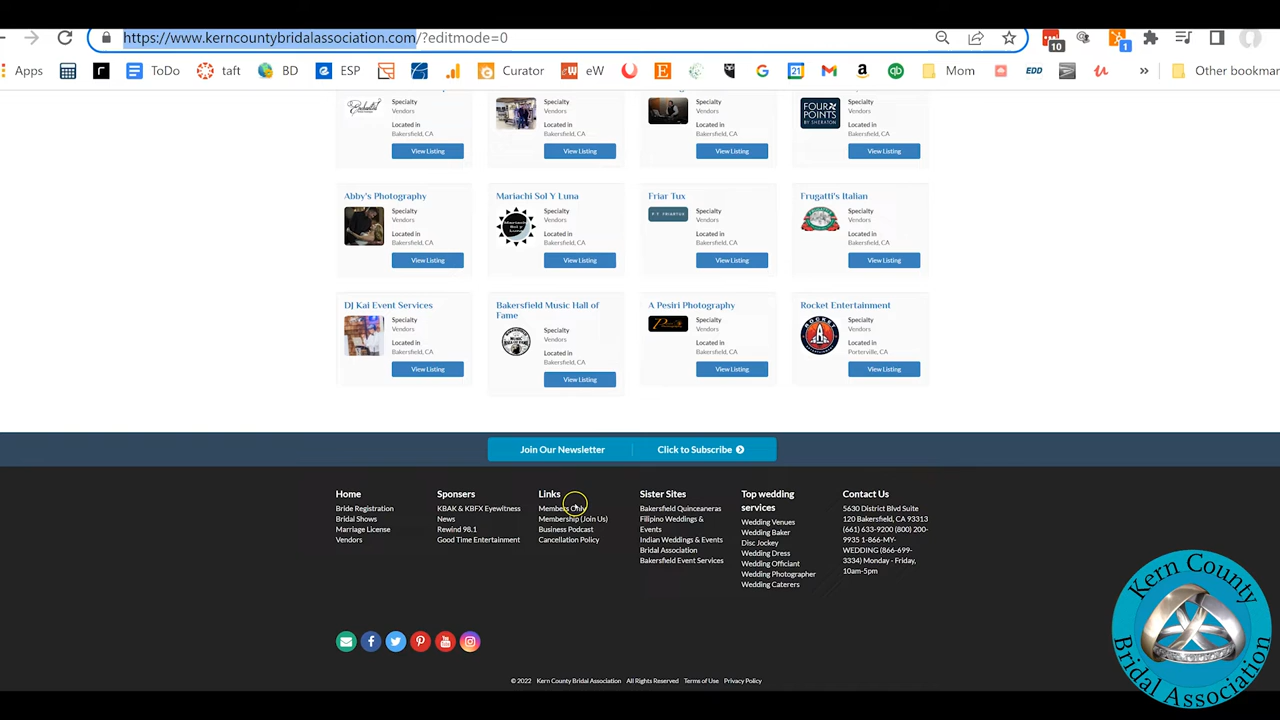 https://www.kerncountybridalassociation.com/?editmode=0
10
1
Apps
ToDo
taft
BD
ESP
Curator
eW
21
Mom
EDD
»
Other bookmar
Specialty
Vendors
Located in
Bakersfield, CA
View Listing
Specialty
Vendors
Located in
Bakersfield, CA
View Listing
Specialty
Vendors
Located in
Bakersfield, CA
View Listing
FOUR POINTS
BY SHERATON
Specialty
Vendors
Located in
Bakersfield, CA
View Listing
Abby's Photography
Specialty
Vendors
Located in
Bakersfield, CA
View Listing
Mariachi Sol Y Luna
Specialty
Vendors
Located in
Bakersfield, CA
View Listing
Friar Tux
Specialty
Vendors
Located in
Bakersfield, CA
View Listing
Frugatti's Italian
Specialty
Vendors
Located in
Bakersfield, CA
View Listing
DJ Kai Event Services
Specialty
Vendors
Located in
Bakersfield, CA
View Listing
Bakersfield Music Hall of
Fame
Specialty
Vendors
Located in
Bakersfield, CA
View Listing
A Pesiri Photography
Specialty
Vendors
Located in
Bakersfield, CA
View Listing
Rocket Entertainment
Specialty
Vendors
Located in
Porterville, CA
View Listing
Join Our Newsletter
Click to Subscribe
Home
Bride Registration
Bridal Shows
Marriage License
Vendors
Sponsers
KBAK & KBFX Eyewitness
News
Rewind 98.1
Good Time Entertainment
Links
Members Only
Membership (Join Us)
Business Podcast
Cancellation Policy
Sister Sites
Bakersfield Quinceaneras
Filipino Weddings &
Events
Indian Weddings & Events
Bridal Association
Bakersfield Event Services
Top wedding
services
Wedding Venues
Wedding Baker
Disc Jockey
Wedding Dress
Wedding Officiant
Wedding Photographer
Wedding Caterers
Contact Us
5630 District Blvd Suite
120 Bakersfield, CA 93313
(661) 633-9200 (800) 200-
9935 1-866-MY-
WEDDING (866-699-
3334) Monday - Friday,
10am-5pm
© 2022 Kern County Bridal Association All Rights Reserved Terms of Use Privacy Policy
Kern County
Bridal Association